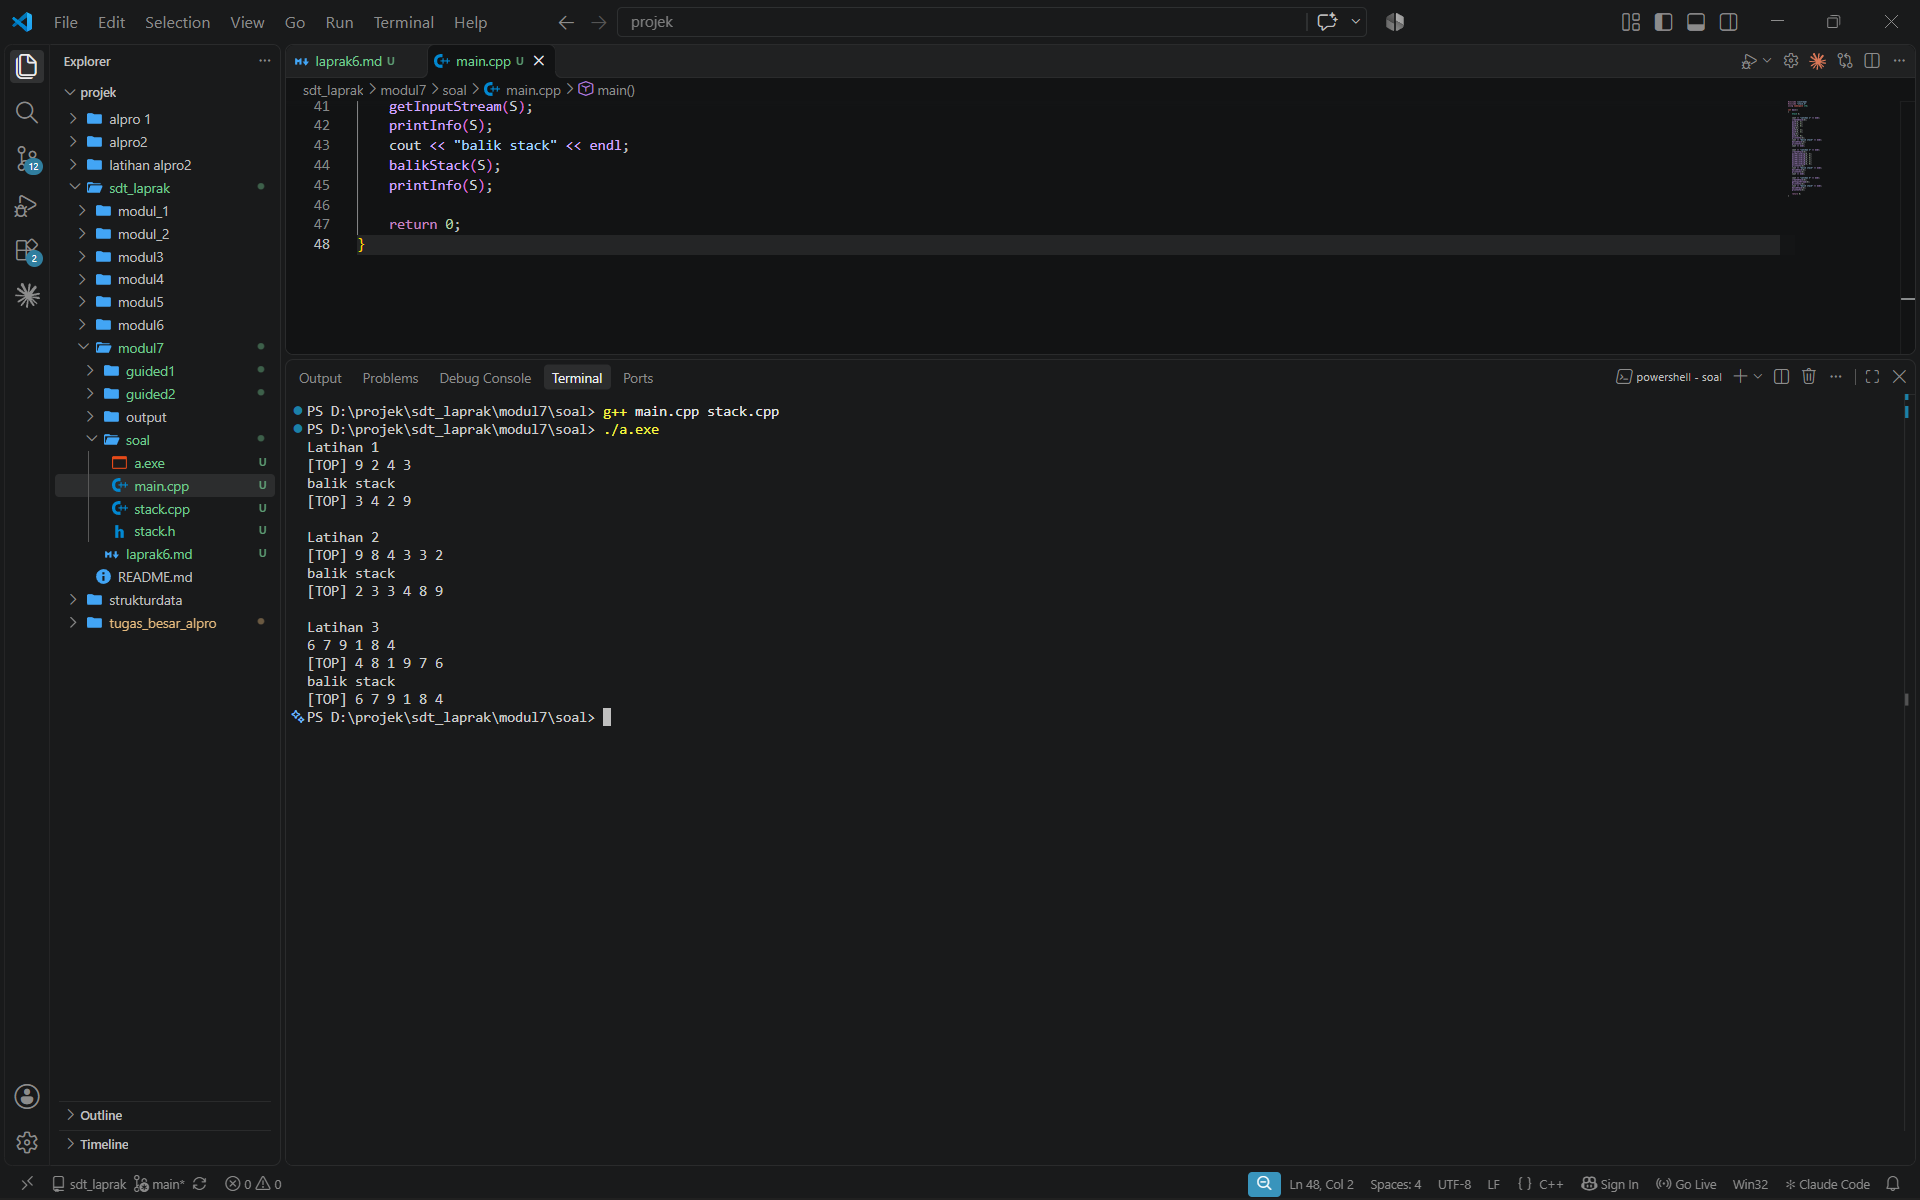 File Edit Selection View Go Run Terminal Help
projek
Explorer
projek
alpro 1
alpro2
latihan alpro2
sdt_laprak
modul_1
modul_2
modul3
modul4
modul5
modul6
modul7
guided1
guided2
output
soal
a.exe U
main.cpp U
stack.cpp U
stack.h U
laprak6.md U
README.md
strukturdata
tugas_besar_alpro
Outline
Timeline
12
2
laprak6.md U
main.cpp U
sdt_laprak > modul7 > soal > main.cpp > main()
41 getInputStream(S);
42 printInfo(S);
43 cout << "balik stack" << endl;
44 balikStack(S);
45 printInfo(S);
46
47 return 0;
48 }
Output Problems Debug Console Terminal Ports
powershell - soal
PS D:\projek\sdt_laprak\modul7\soal> g++ main.cpp stack.cpp
PS D:\projek\sdt_laprak\modul7\soal> ./a.exe
Latihan 1
[TOP] 9 2 4 3
balik stack
[TOP] 3 4 2 9
Latihan 2
[TOP] 9 8 4 3 3 2
balik stack
[TOP] 2 3 3 4 8 9
Latihan 3
6 7 9 1 8 4
[TOP] 4 8 1 9 7 6
balik stack
[TOP] 6 7 9 1 8 4
PS D:\projek\sdt_laprak\modul7\soal>
sdt_laprak main* 0 0
Ln 48, Col 2 Spaces: 4 UTF-8 LF {} C++ Sign In Go Live Win32 Claude Code